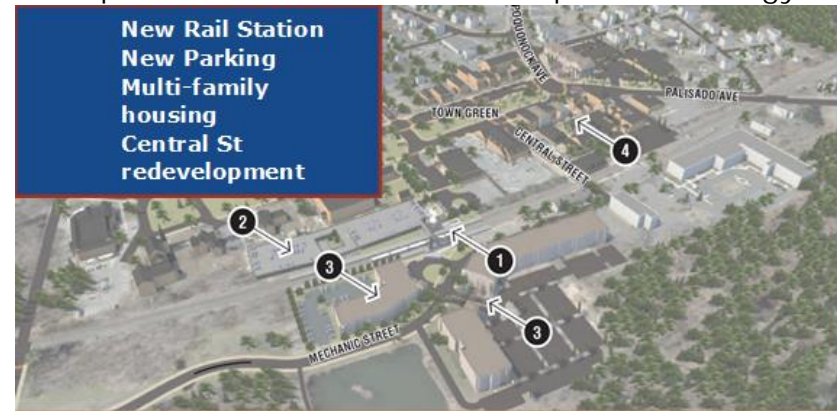 New Rail Station
New Parking
Multi-family
housing
Central St
redevelopment
POQUONOCK AVE
PALISADO AVE
TOWN GREEN
CENTRAL STREET
4
2
1
3
3
MECHANIC STREET